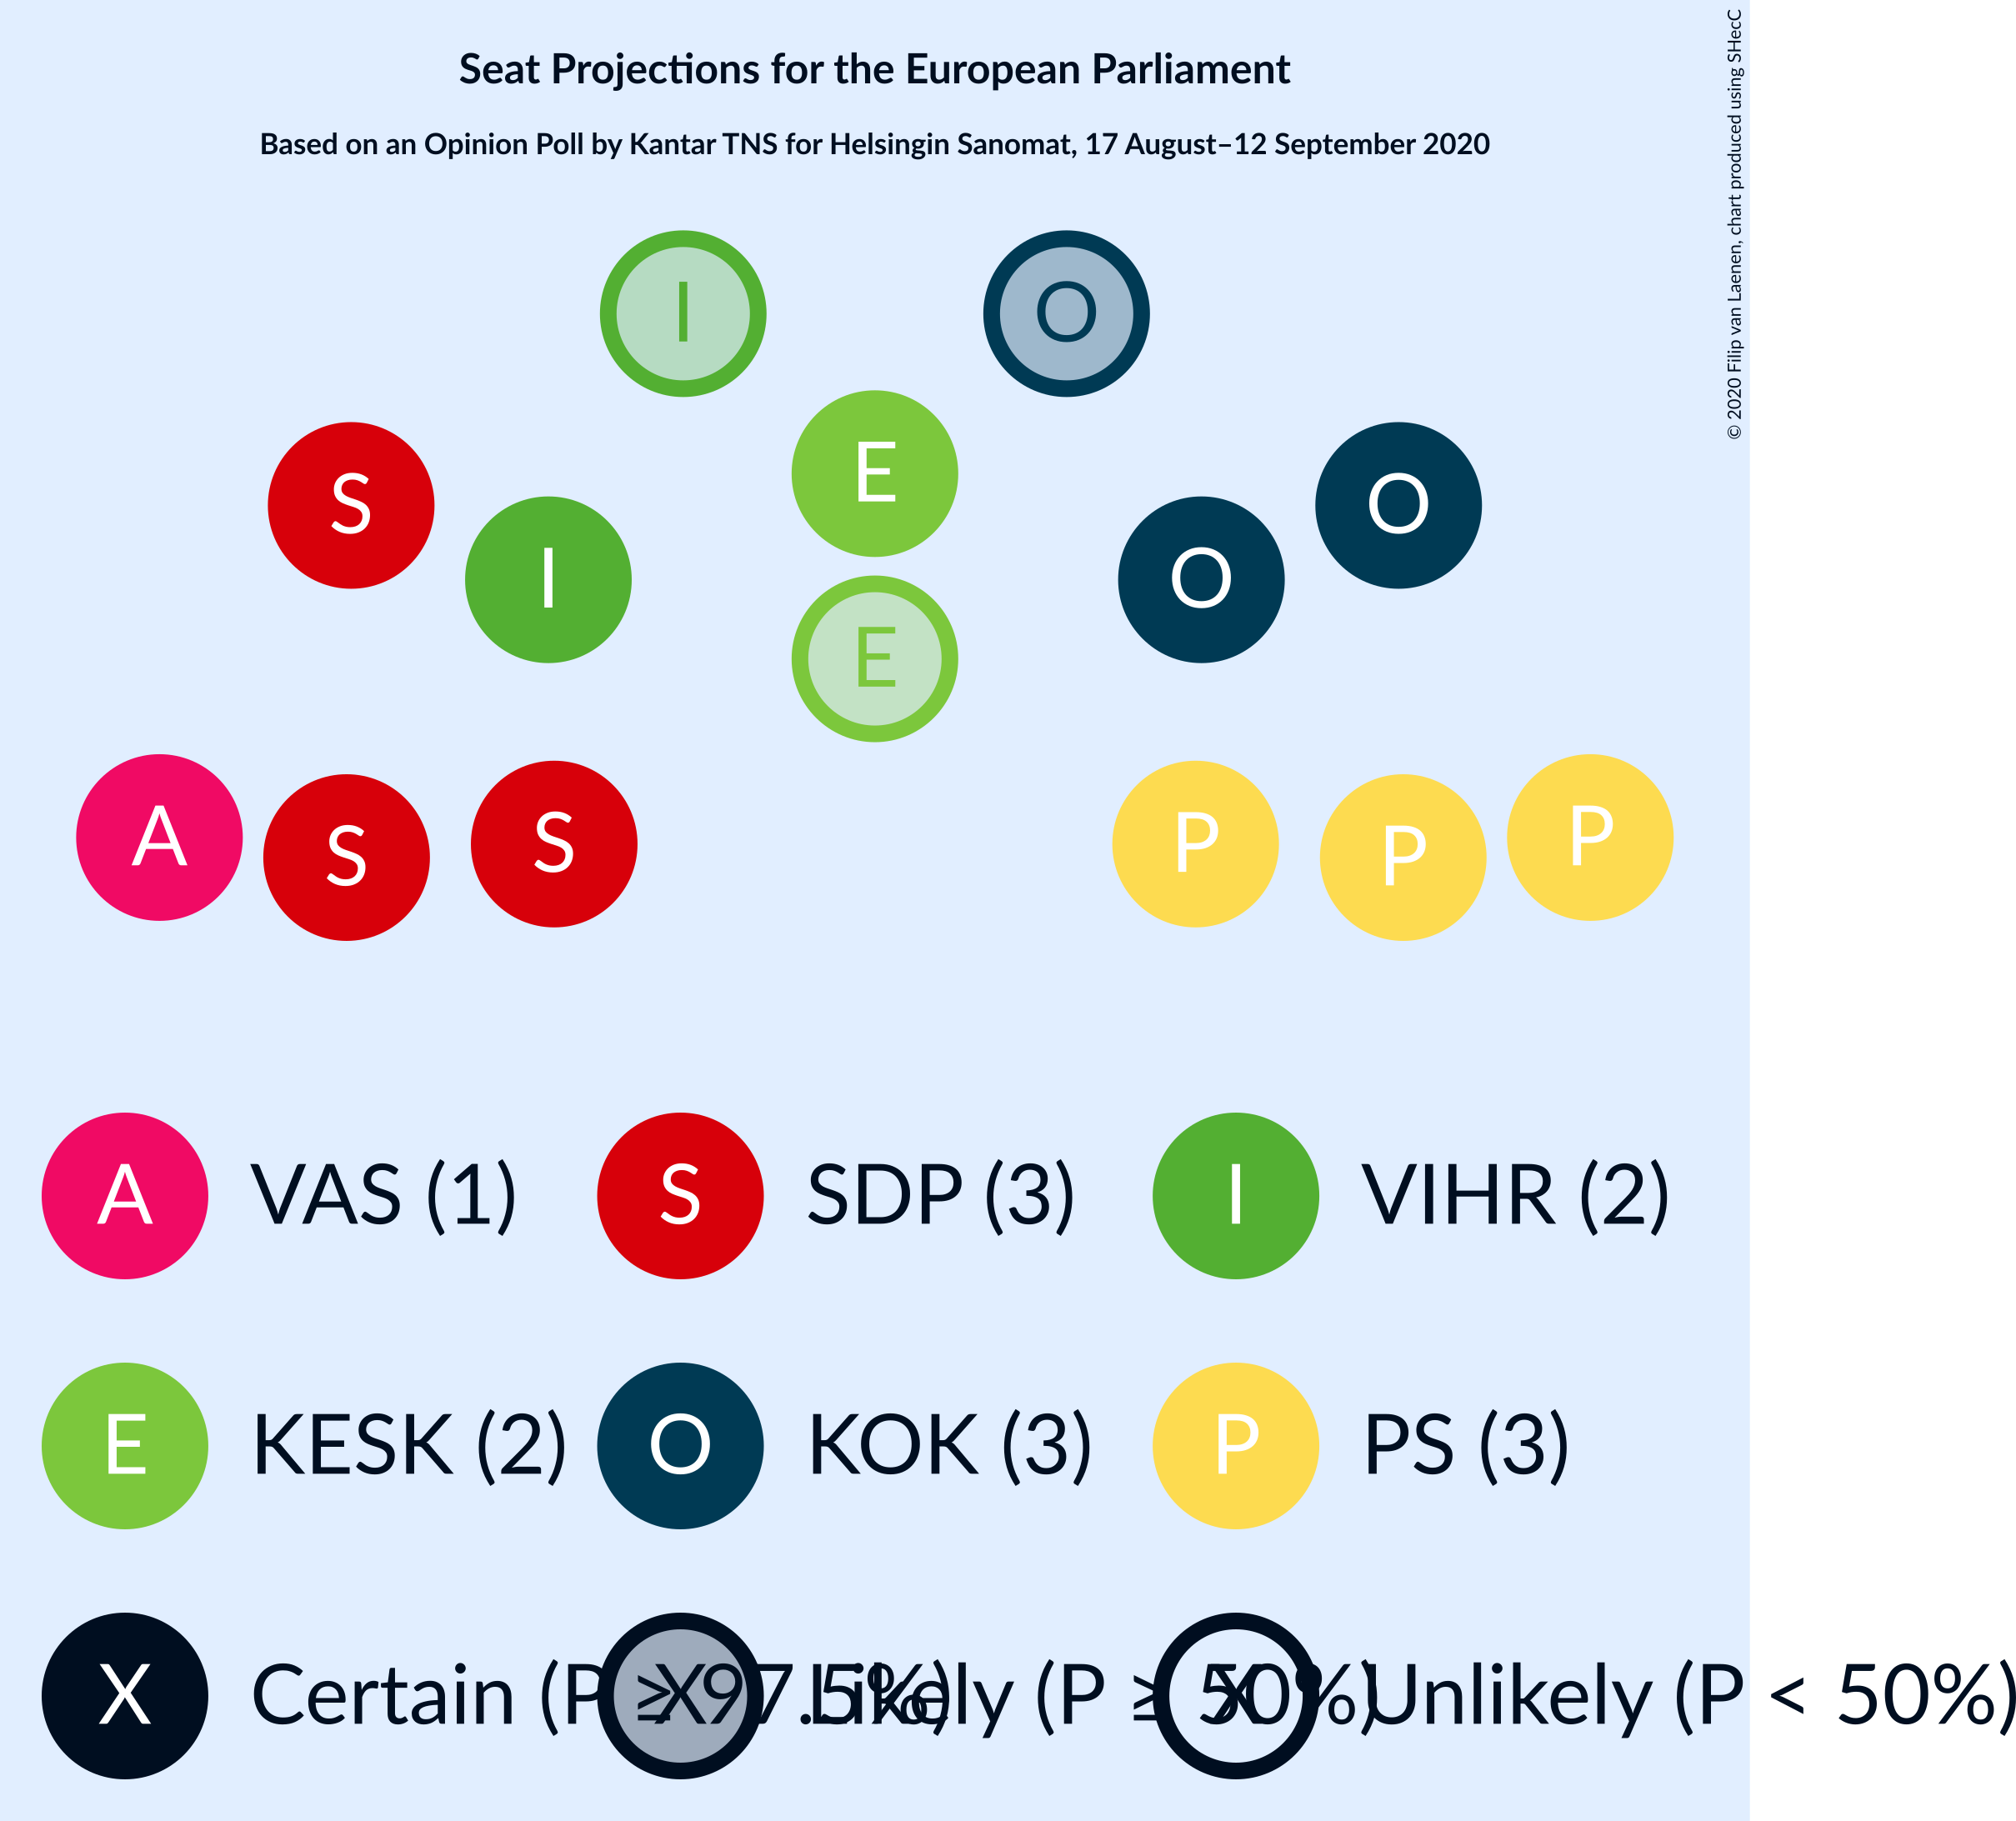 Seat Projections for the European Parliament
Based on an Opinion Poll by Kantar TNS for Helsingin Sanomat, 17 August–12 September 2020
© 2020 Filip van Laenen, chart produced using SHecC
I O
E
S O
I O
E
A P
S P
S P
A VAS (1) S SDP (3) I VIHR (2)
E KESK (2) O KOK (3) P PS (3)
X Certain (P ≥ 97.5%) X Likely (P ≥ 50%) X Unlikely (P < 50%)